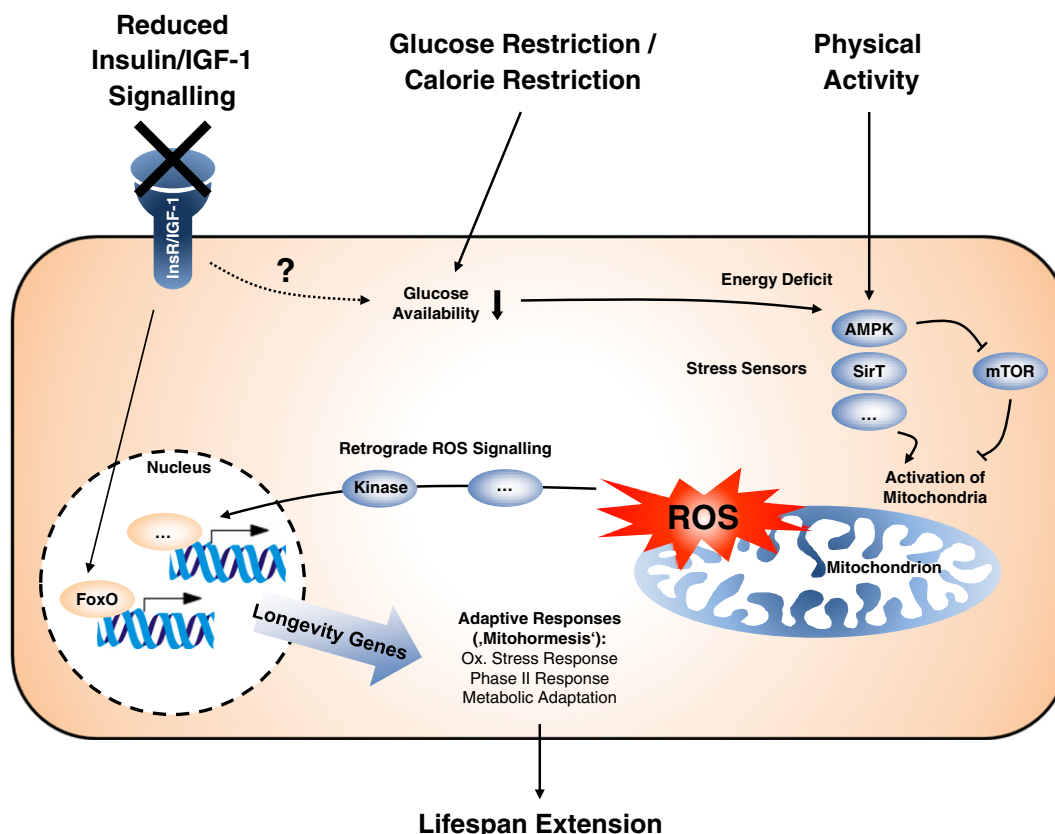 Reduced
Insulin/IGF-1
Signalling
Glucose Restriction /
Calorie Restriction
Physical
Activity
InsR/IGF-1
?
Glucose
Availability
Energy Deficit
AMPK
Stress Sensors
SirT
mTOR
...
Activation of
Mitochondria
Retrograde ROS Signalling
Kinase
...
ROS
Mitochondrion
Nucleus
...
FoxO
Longevity Genes
Adaptive Responses
(‚Mitohormesis‘):
Ox. Stress Response
Phase II Response
Metabolic Adaptation
Lifespan Extension